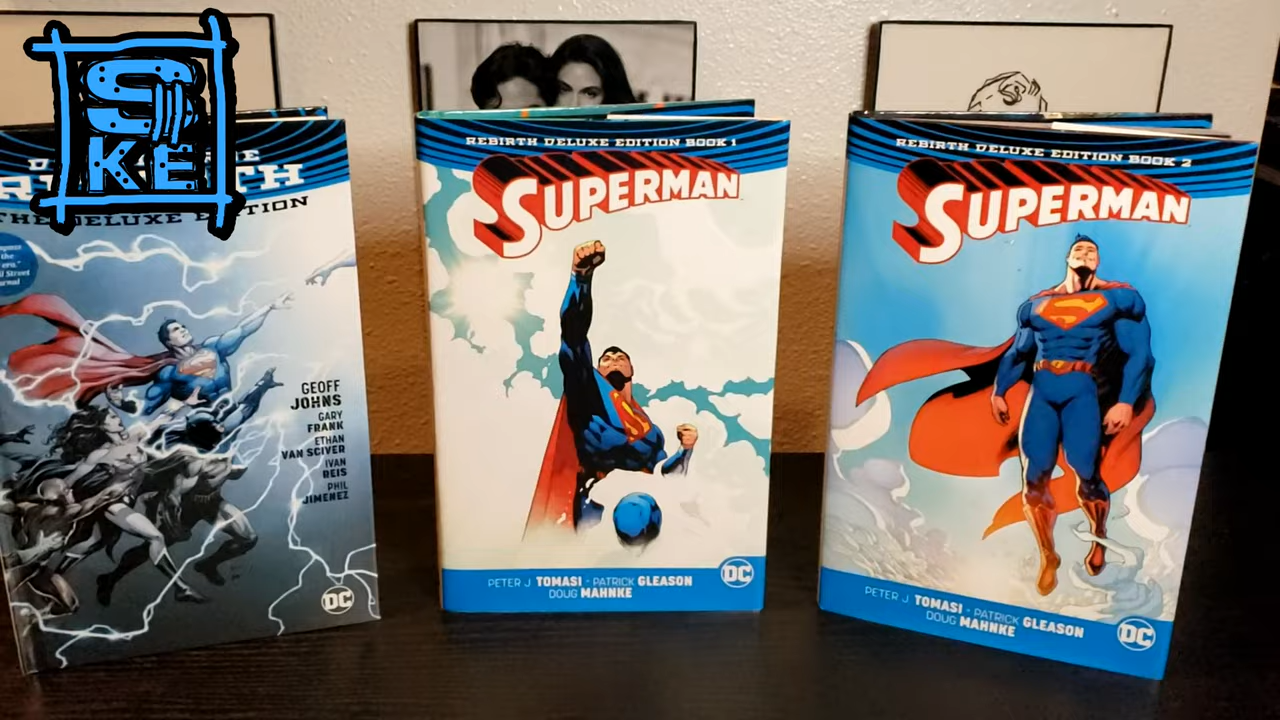 S
KE
THE DELUXE EDITION
GEOFF
JOHNS
GARY
FRANK
ETHAN
VAN SCIVER
IVAN
REIS
PHIL
JIMENEZ
DC
REBIRTH DELUXE EDITION BOOK 1
SUPERMAN
PETER J TOMASI · PATRICK GLEASON
DOUG MAHNKE
DC
REBIRTH DELUXE EDITION BOOK 2
SUPERMAN
PETER J TOMASI · PATRICK GLEASON
DOUG MAHNKE
DC